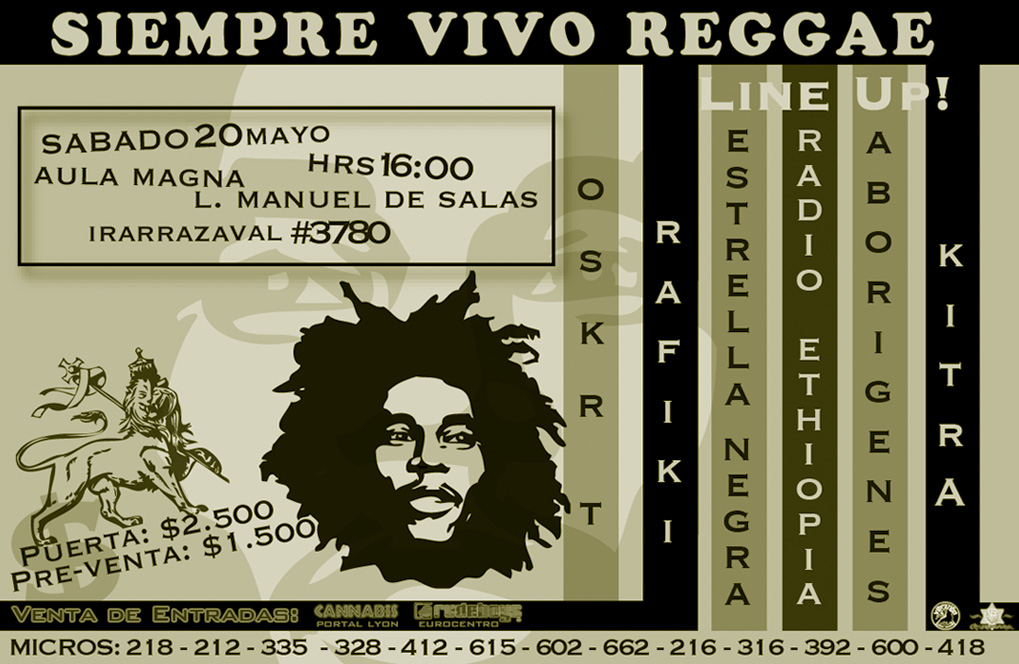 SIEMPRE VIVO REGGAE
SABADO 20 MAYO
HRS 16:00
AULA MAGNA
L. MANUEL DE SALAS
IRARRAZAVAL #3780
LINE UP!
OSKRT
RAFIKI
ESTRELLA NEGRA
RADIO ETHIOPIA
ABORIGENES
KITRA
PUERTA: $2.500
PRE-VENTA: $1.500
VENTA DE ENTRADAS:
CANNABIS
PORTAL LYON
EUROCENTRO
MICROS: 218 - 212 - 335 - 328 - 412 - 615 - 602 - 662 - 216 - 316 - 392 - 600 - 418